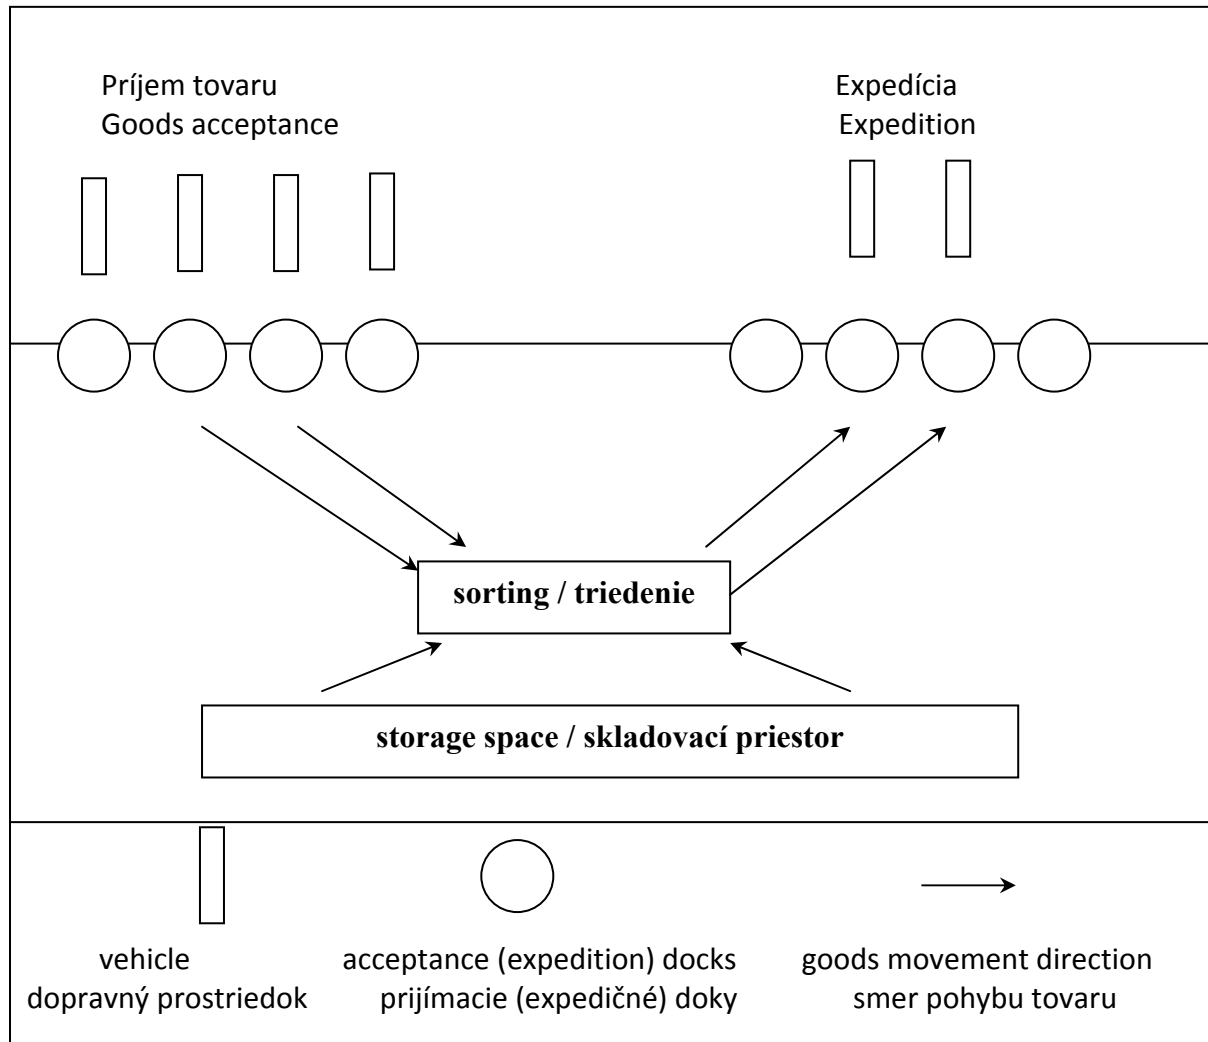 Príjem tovaru
Goods acceptance
Expedícia
Expedition
sorting / triedenie
storage space / skladovací priestor
vehicle
dopravný prostriedok
acceptance (expedition) docks
prijímacie (expedičné) doky
goods movement direction
smer pohybu tovaru